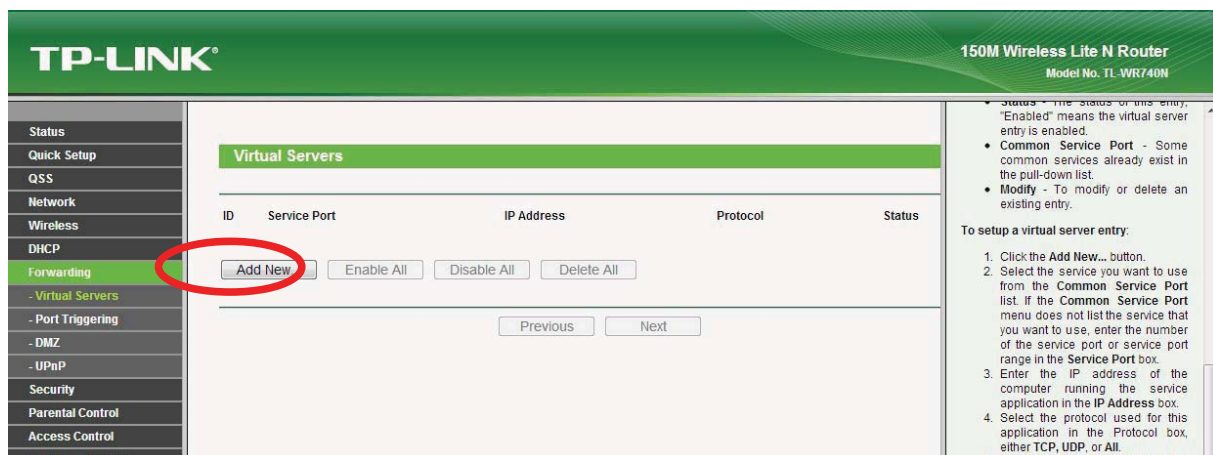 TP-LINK®
150M Wireless Lite N Router
Model No. TL-WR740N
Status
Quick Setup
QSS
Network
Wireless
DHCP
Forwarding
- Virtual Servers
- Port Triggering
- DMZ
- UPnP
Security
Parental Control
Access Control
Virtual Servers
ID Service Port IP Address Protocol Status
Add New... Enable All Disable All Delete All
Previous Next
• Status - The status of this entry,
"Enabled" means the virtual server
entry is enabled.
• Common Service Port - Some
common services already exist in
the pull-down list.
• Modify - To modify or delete an
existing entry.
To setup a virtual server entry:
1. Click the Add New... button.
2. Select the service you want to use
from the Common Service Port
list. If the Common Service Port
menu does not list the service that
you want to use, enter the number
of the service port or service port
range in the Service Port box.
3. Enter the IP address of the
computer running the service
application in the IP Address box.
4. Select the protocol used for this
application in the Protocol box,
either TCP, UDP, or All.